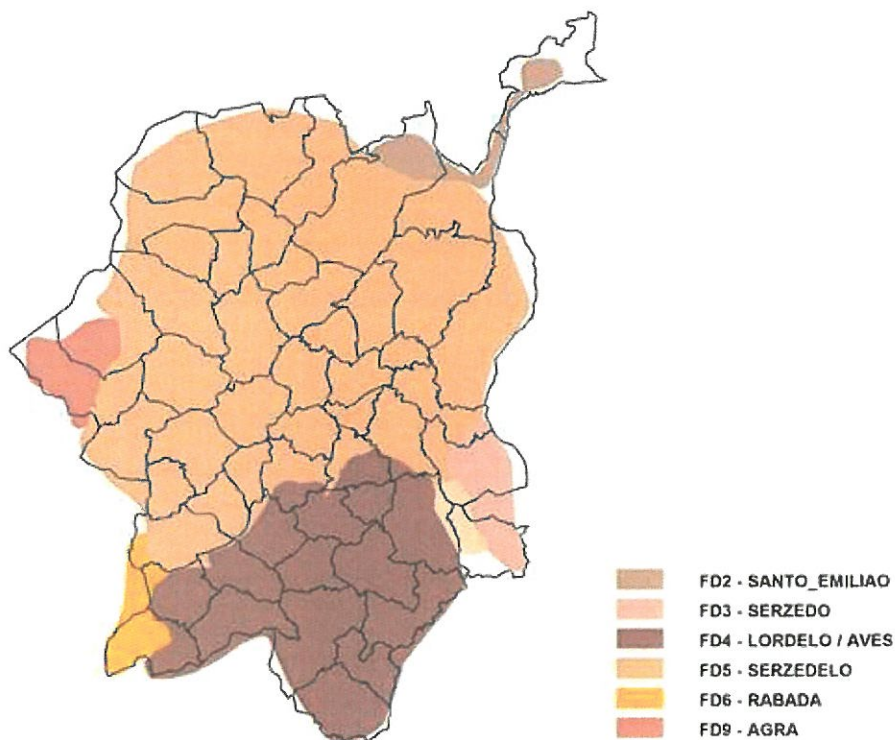 FD2 - SANTO_EMILIAO
FD3 - SERZEDO
FD4 - LORDELO / AVES
FD5 - SERZEDELO
FD6 - RABADA
FD9 - AGRA